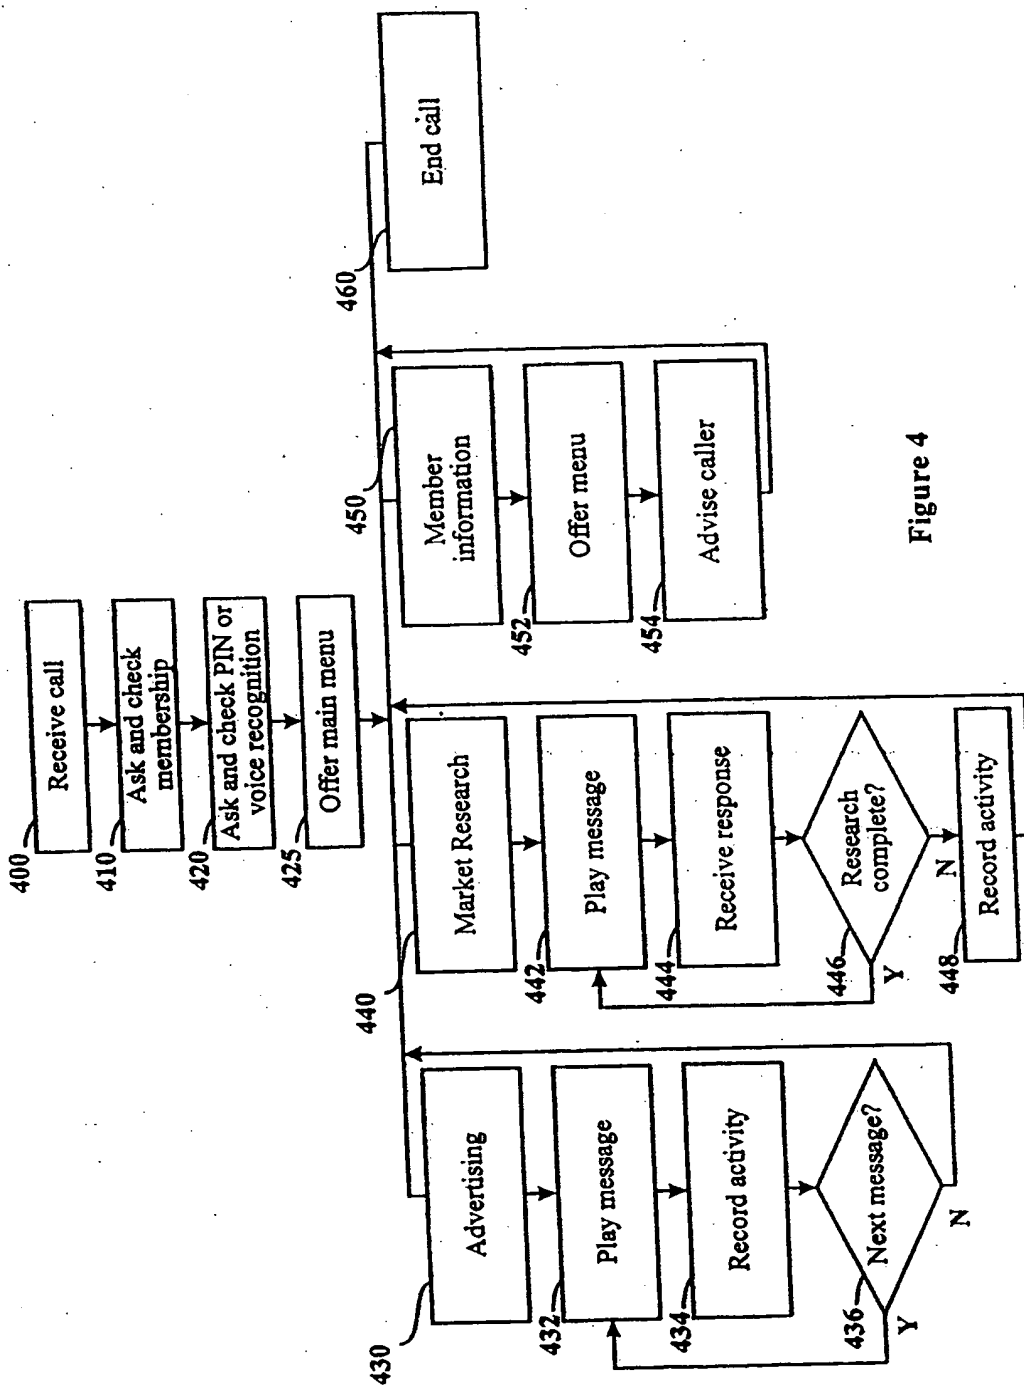 400
Receive call
410
Ask and check
membership
420
Ask and check PIN or
voice recognition
425
Offer main menu
430
Advertising
432
Play message
434
Record activity
436
Next message?
Y
N
440
Market Research
442
Play message
444
Receive response
446
Research
complete?
Y
N
448
Record activity
450
Member
information
452
Offer menu
454
Advise caller
460
End call
Figure 4